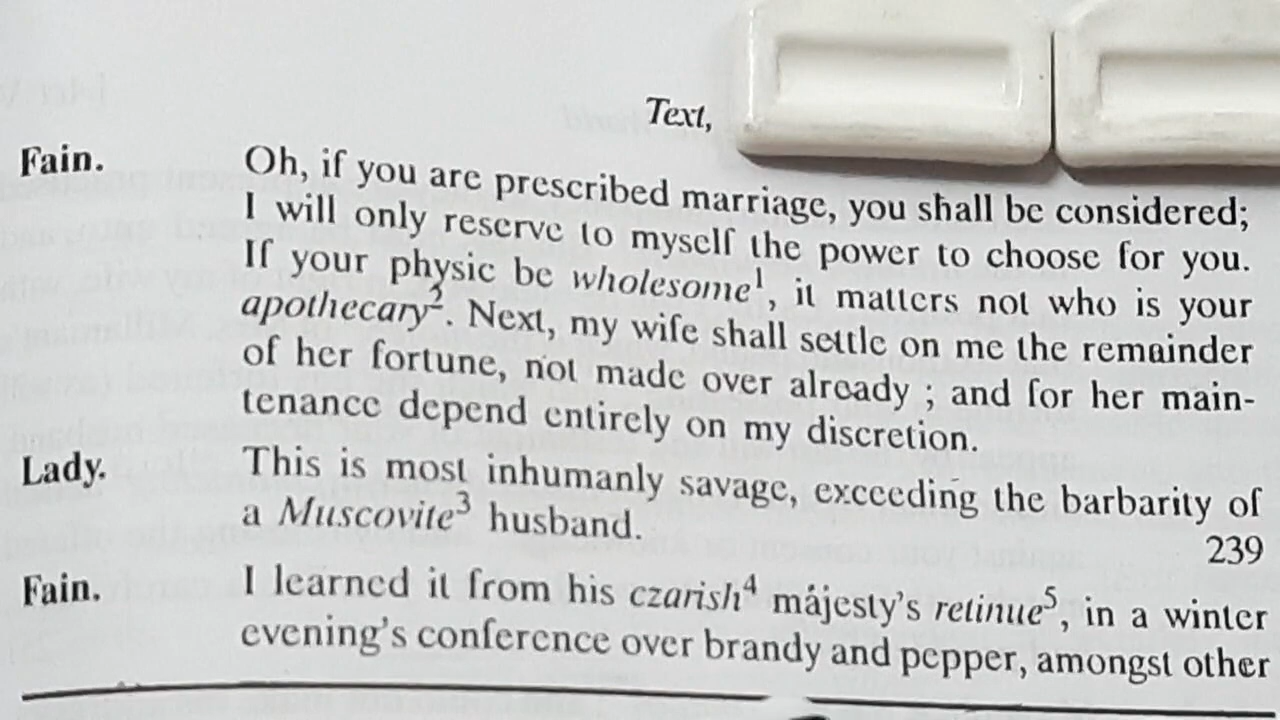 Text,
Fain. Oh, if you are prescribed marriage, you shall be considered;
I will only reserve to myself the power to choose for you.
If your physic be wholesome¹, it matters not who is your
apothecary². Next, my wife shall settle on me the remainder
of her fortune, not made over already ; and for her main-
tenance depend entirely on my discretion.
Lady. This is most inhumanly savage, exceeding the barbarity of
a Muscovite³ husband.
239
Fain. I learned it from his czarish⁴ májesty's retinue⁵, in a winter
evening's conference over brandy and pepper, amongst other